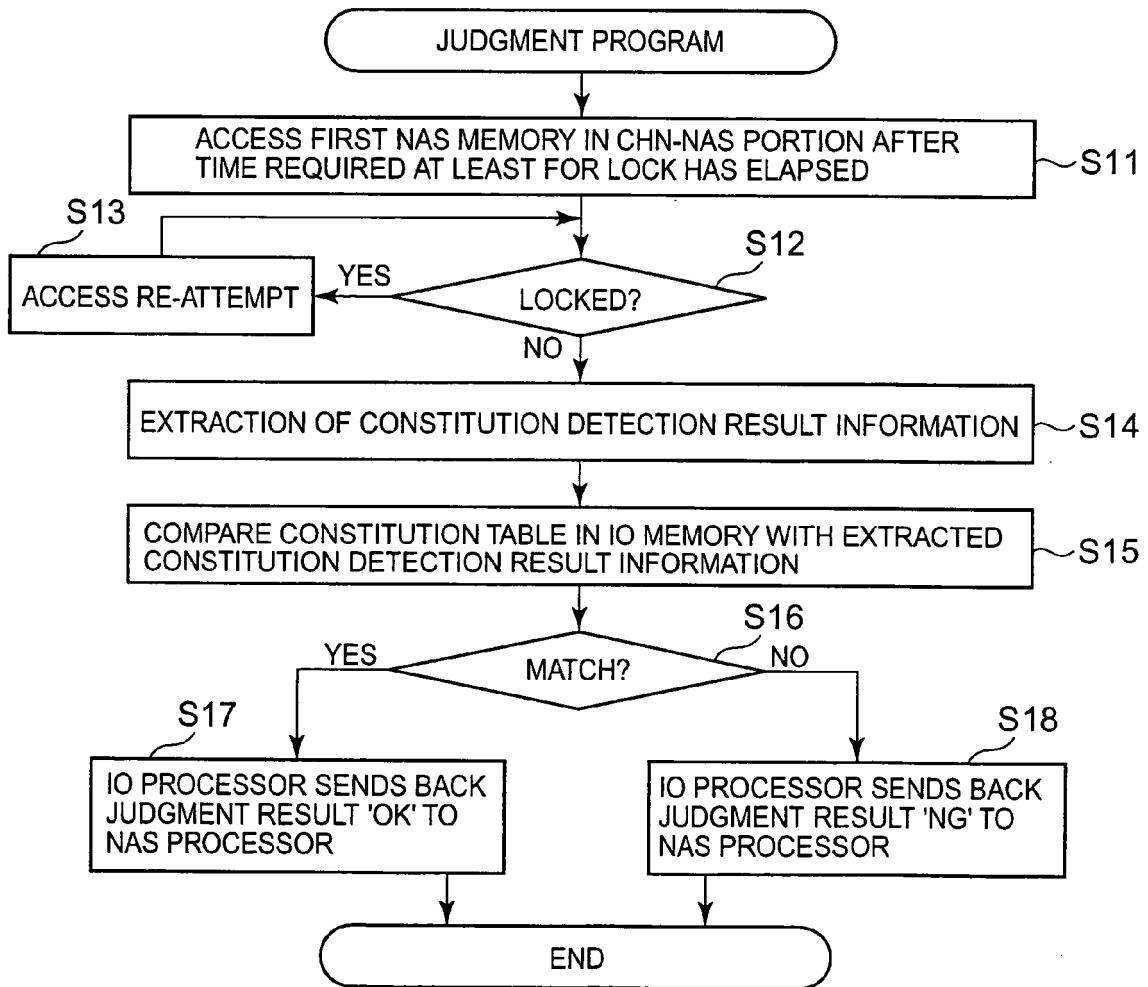 JUDGMENT PROGRAM
ACCESS FIRST NAS MEMORY IN CHN-NAS PORTION AFTER
TIME REQUIRED AT LEAST FOR LOCK HAS ELAPSED
S11
S13
S12
YES
ACCESS RE-ATTEMPT
LOCKED?
NO
EXTRACTION OF CONSTITUTION DETECTION RESULT INFORMATION
S14
COMPARE CONSTITUTION TABLE IN IO MEMORY WITH EXTRACTED
CONSTITUTION DETECTION RESULT INFORMATION
S15
S16
YES
MATCH?
NO
S17
IO PROCESSOR SENDS BACK
JUDGMENT RESULT 'OK' TO
NAS PROCESSOR
S18
IO PROCESSOR SENDS BACK
JUDGMENT RESULT 'NG' TO
NAS PROCESSOR
END